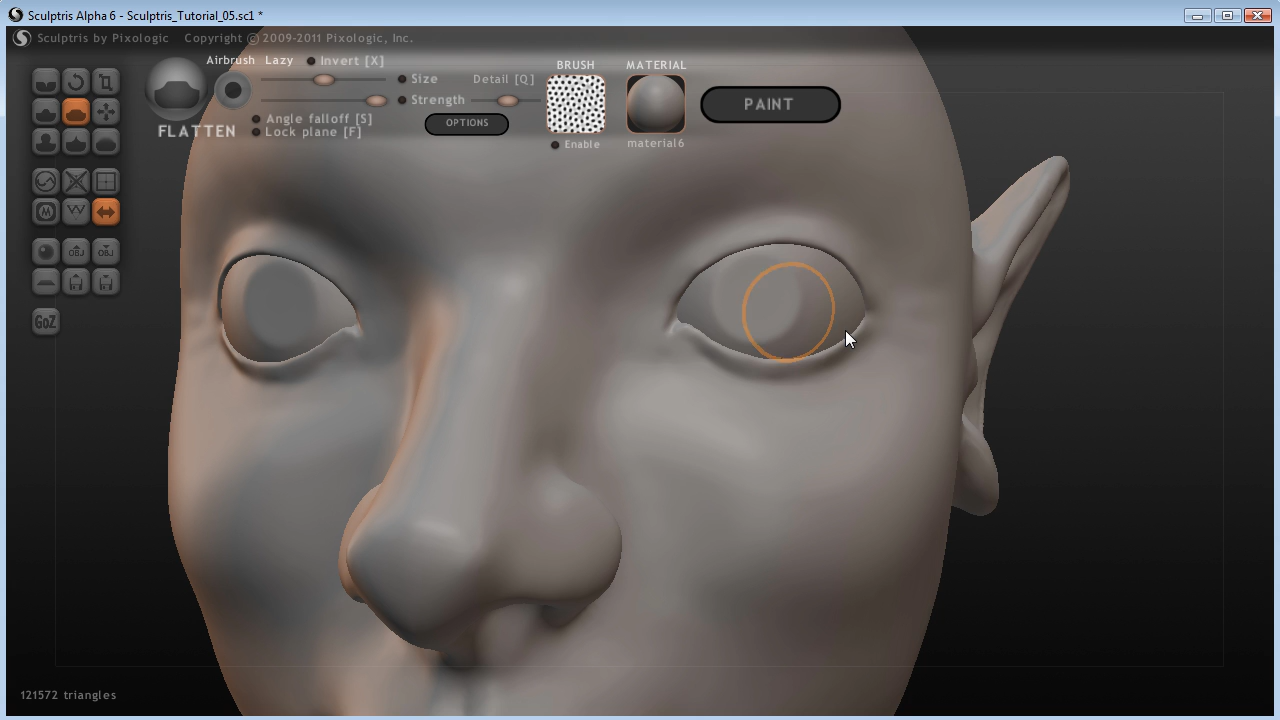 Sculptris Alpha 6 - Sculptris_Tutorial_05.sc1 *
Sculptris by Pixologic Copyright © 2009-2011 Pixologic, Inc.
Airbrush Lazy Invert [X]
Size Detail [Q]
Strength
Angle falloff [S]
Lock plane [F]
FLATTEN
OPTIONS
BRUSH
Enable
MATERIAL
material6
PAINT
M
OBJ OBJ
GoZ
121572 triangles